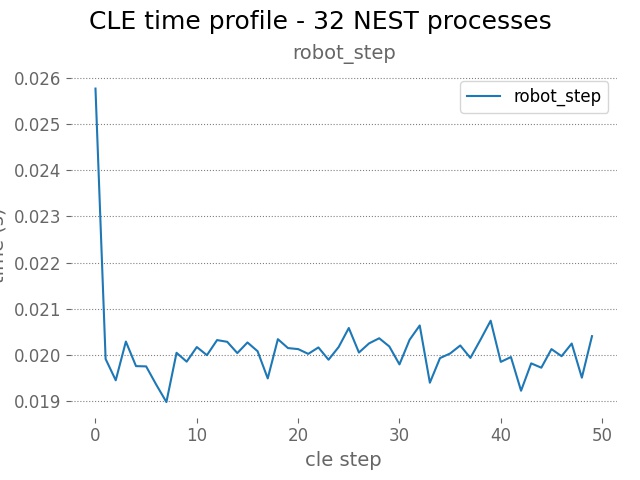 CLE time profile - 32 NEST processes
robot_step
robot_step
0.026
0.025
0.024
0.023
0.022
0.021
0.020
0.019
time (s)
0 10 20 30 40 50
cle step